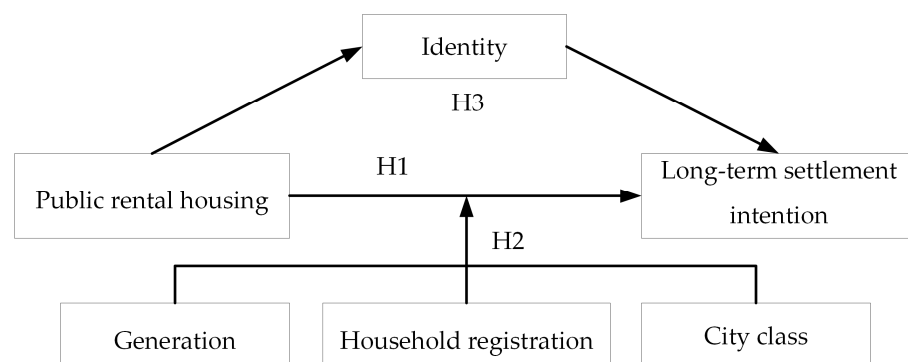 Identity
H3
H1
Public rental housing
Long-term settlement
intention
H2
Generation
Household registration
City class